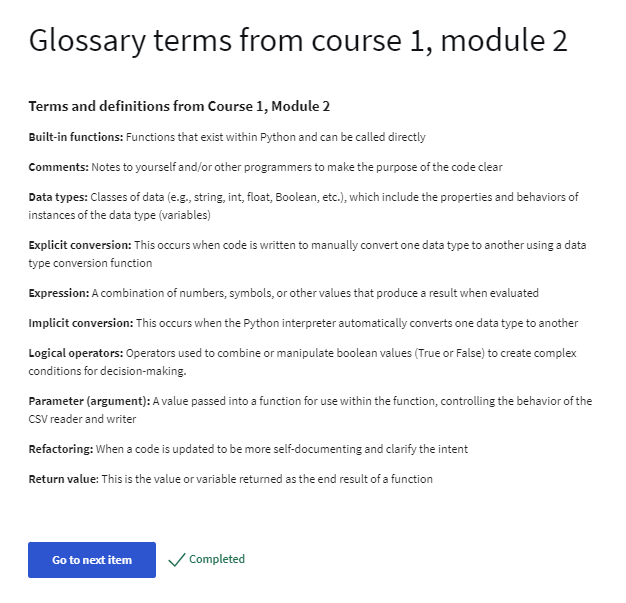 Glossary terms from course 1, module 2
Terms and definitions from Course 1, Module 2
Built-in functions: Functions that exist within Python and can be called directly
Comments: Notes to yourself and/or other programmers to make the purpose of the code clear
Data types: Classes of data (e.g., string, int, float, Boolean, etc.), which include the properties and behaviors of
instances of the data type (variables)
Explicit conversion: This occurs when code is written to manually convert one data type to another using a data
type conversion function
Expression: A combination of numbers, symbols, or other values that produce a result when evaluated
Implicit conversion: This occurs when the Python interpreter automatically converts one data type to another
Logical operators: Operators used to combine or manipulate boolean values (True or False) to create complex
conditions for decision-making.
Parameter (argument): A value passed into a function for use within the function, controlling the behavior of the
CSV reader and writer
Refactoring: When a code is updated to be more self-documenting and clarify the intent
Return value: This is the value or variable returned as the end result of a function
Go to next item
Completed